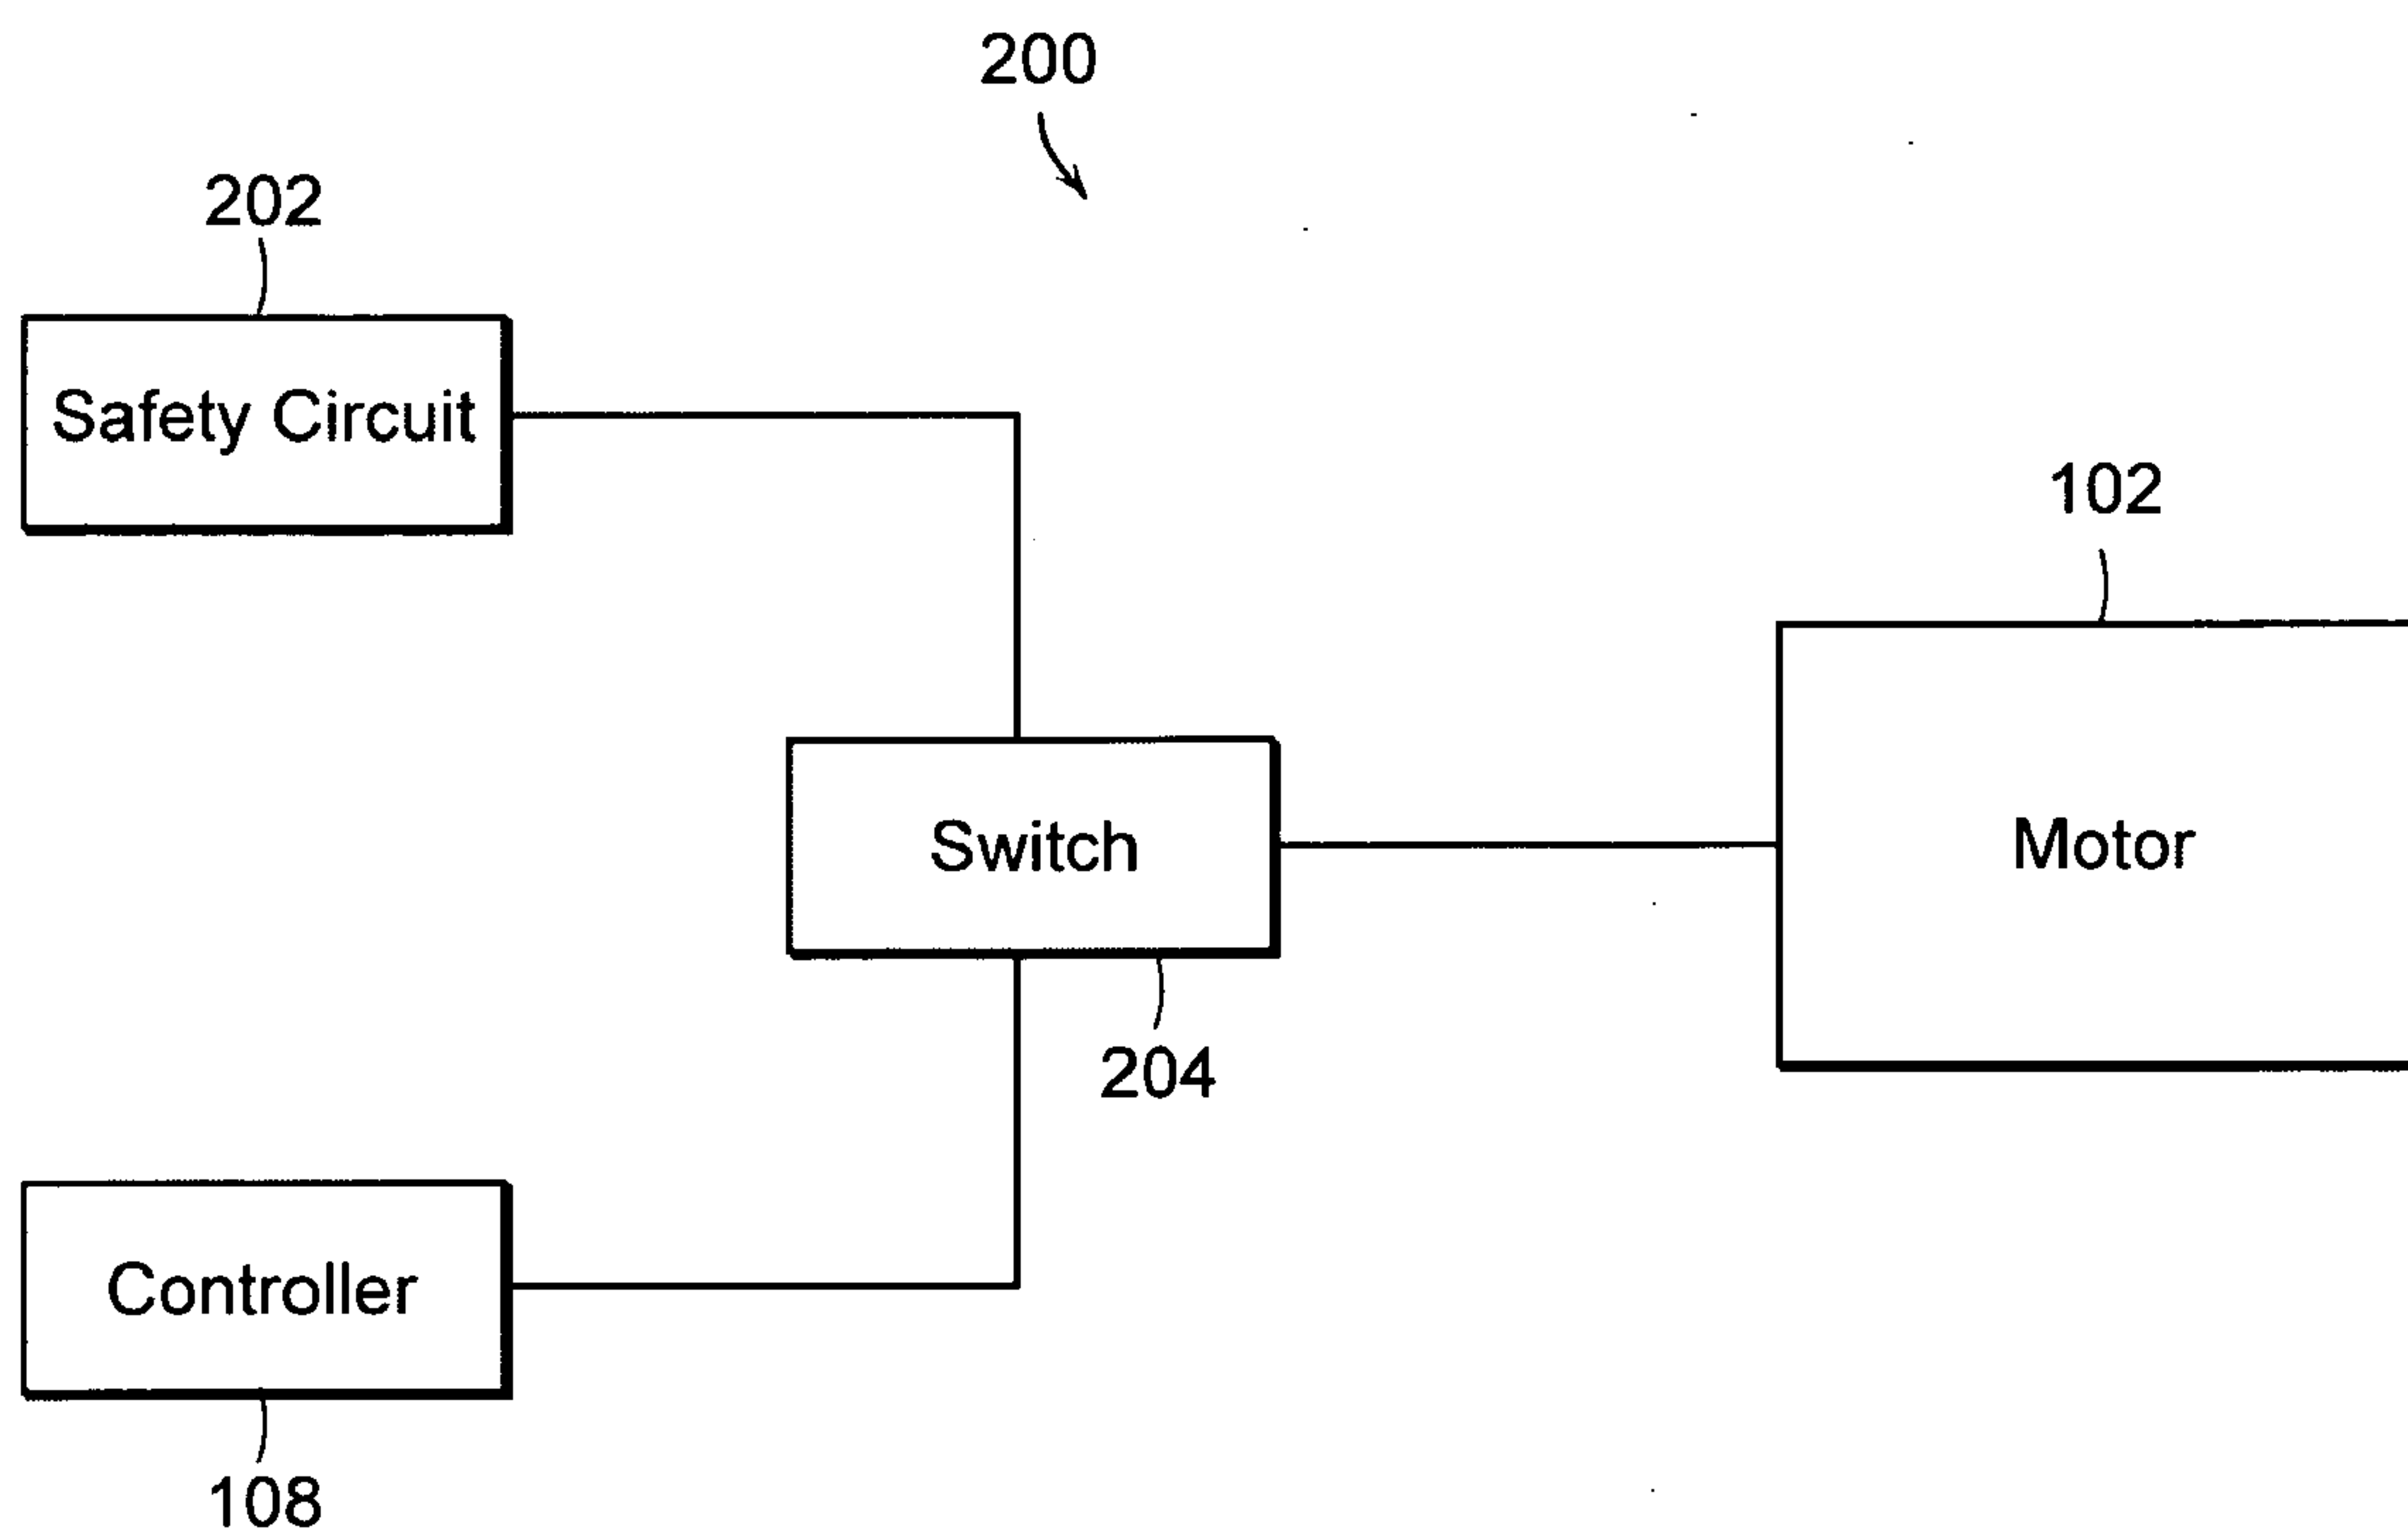 200
202
Safety Circuit
102
Switch
Motor
204
Controller
108